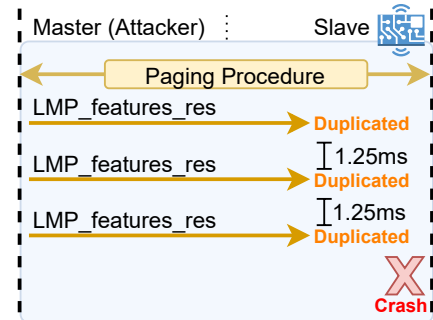 Master (Attacker) Slave
Paging Procedure
LMP_features_res
Duplicated
1.25ms
LMP_features_res
Duplicated
1.25ms
LMP_features_res
Duplicated
Crash